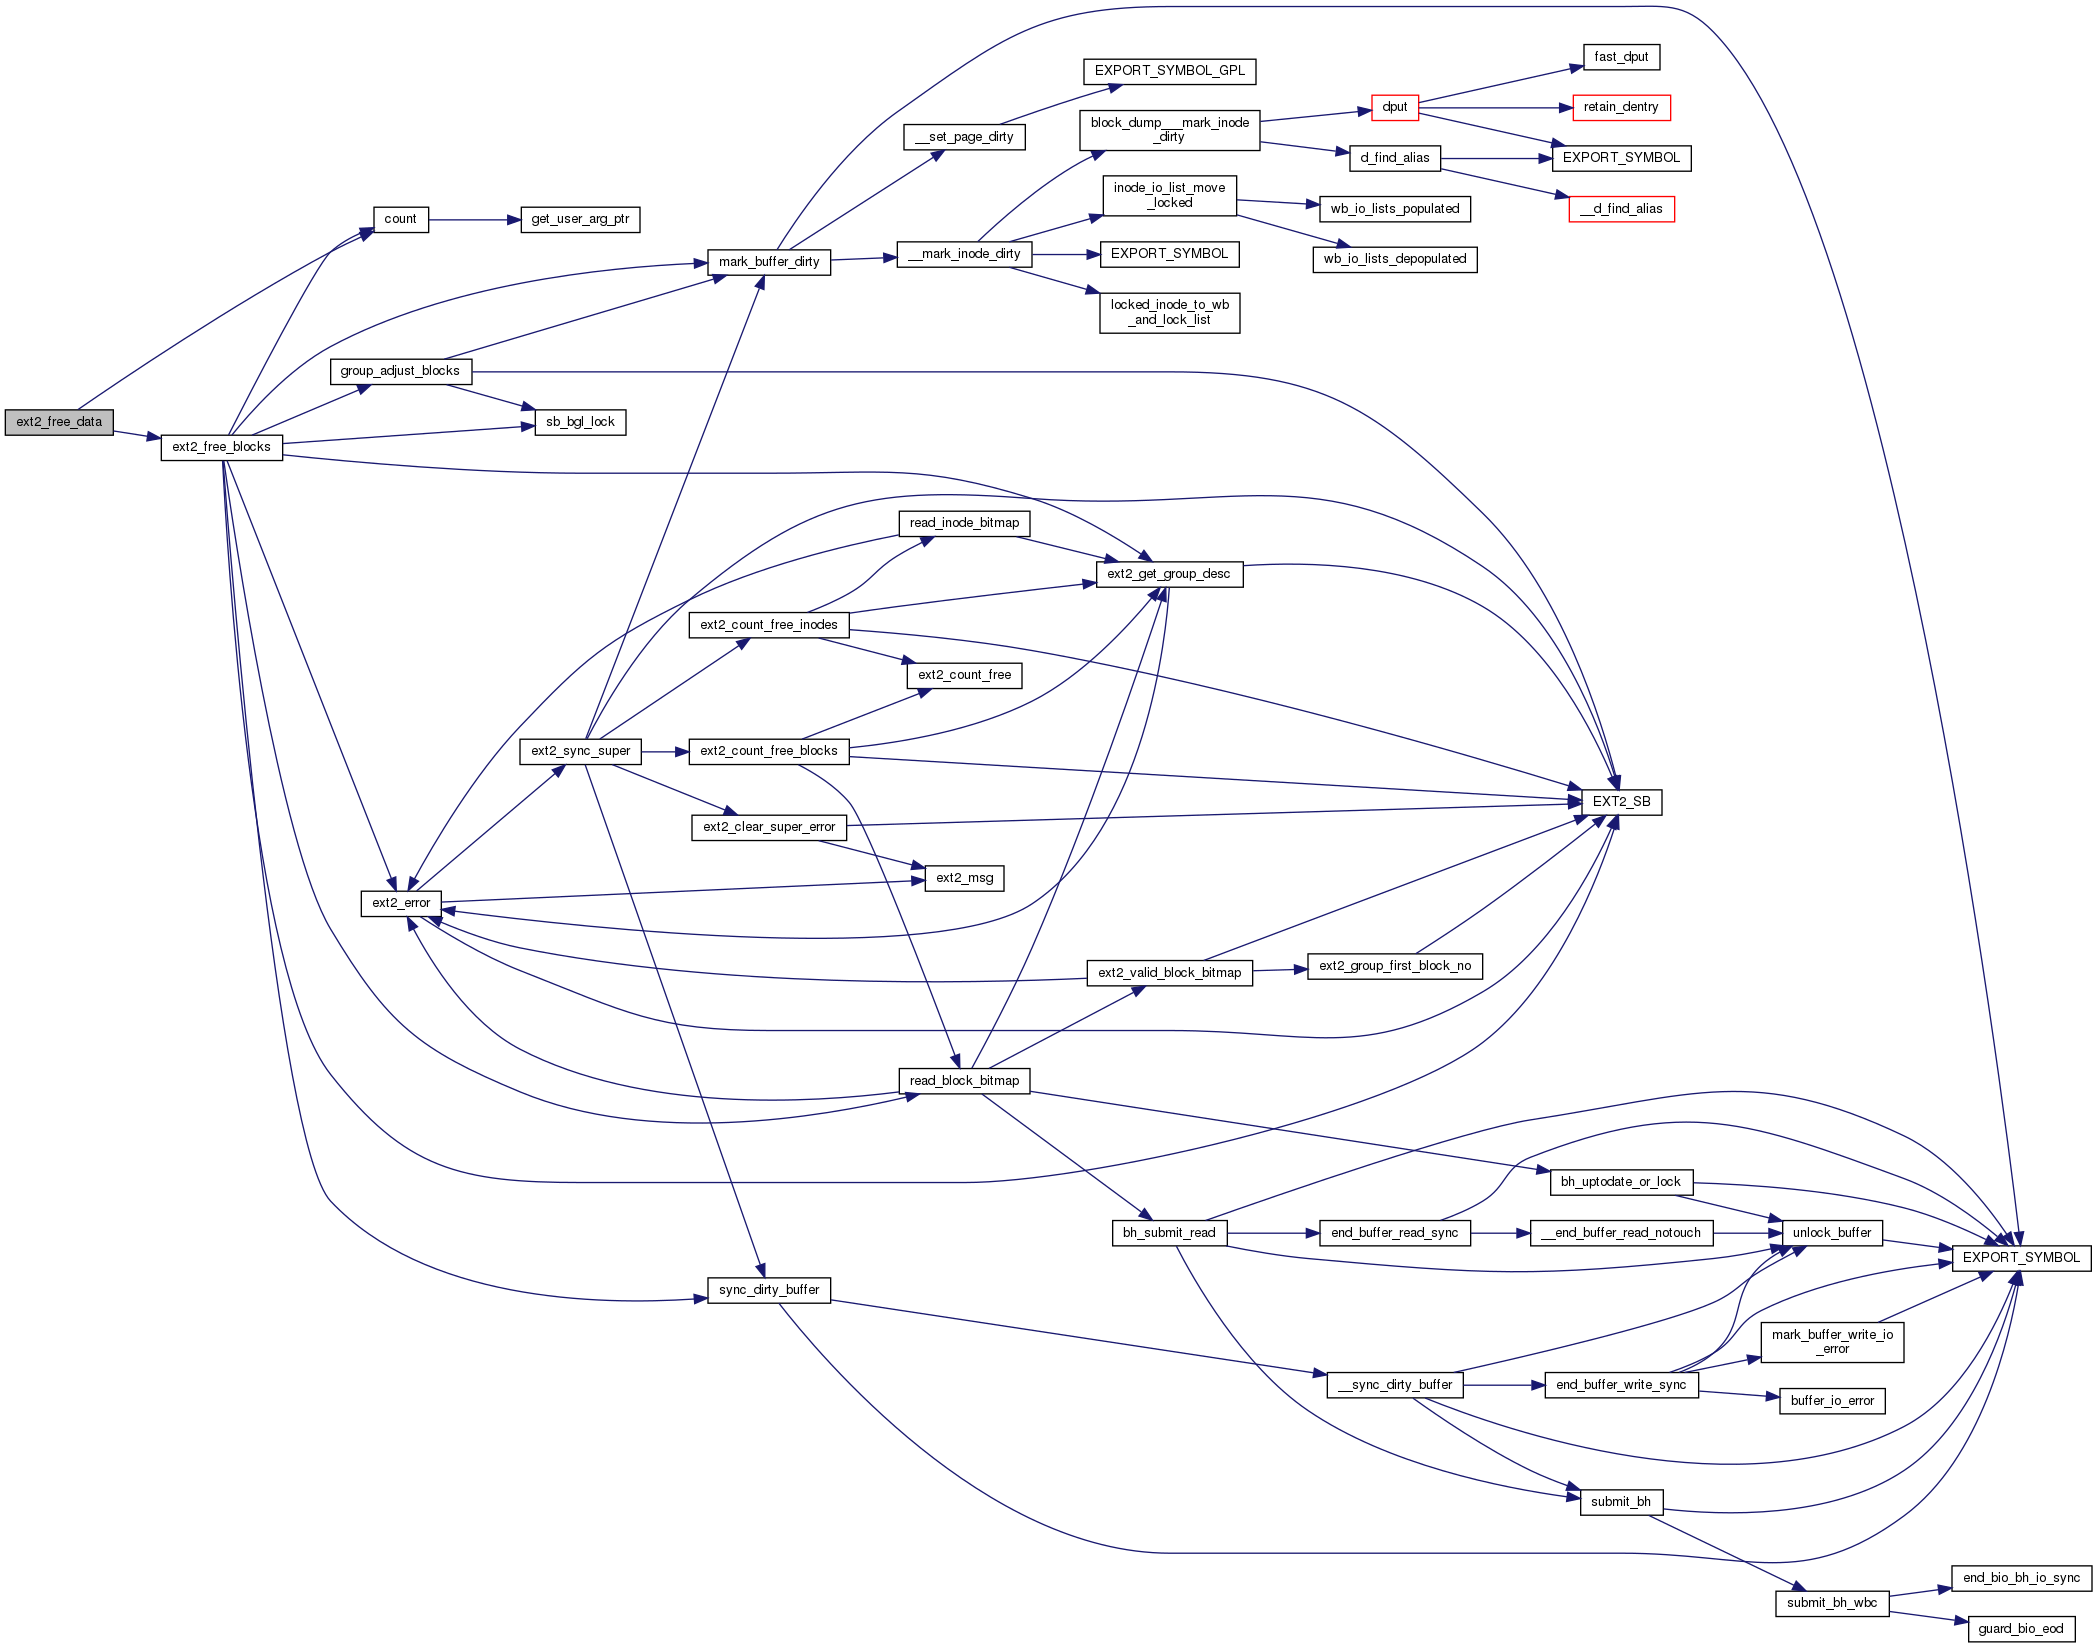 fast_dput
EXPORT_SYMBOL_GPL
dput
retain_dentry
block_dump___mark_inode
_dirty
__set_page_dirty
d_find_alias
EXPORT_SYMBOL
inode_io_list_move
_locked
wb_io_lists_populated
__d_find_alias
count
get_user_arg_ptr
mark_buffer_dirty
__mark_inode_dirty
EXPORT_SYMBOL
wb_io_lists_depopulated
locked_inode_to_wb
_and_lock_list
group_adjust_blocks
ext2_free_data
sb_bgl_lock
ext2_free_blocks
read_inode_bitmap
ext2_get_group_desc
ext2_count_free_inodes
ext2_count_free
ext2_sync_super
ext2_count_free_blocks
EXT2_SB
ext2_clear_super_error
ext2_msg
ext2_error
ext2_valid_block_bitmap
ext2_group_first_block_no
read_block_bitmap
bh_uptodate_or_lock
bh_submit_read
end_buffer_read_sync
__end_buffer_read_notouch
unlock_buffer
EXPORT_SYMBOL
sync_dirty_buffer
mark_buffer_write_io
_error
__sync_dirty_buffer
end_buffer_write_sync
buffer_io_error
submit_bh
end_bio_bh_io_sync
submit_bh_wbc
guard_bio_eod